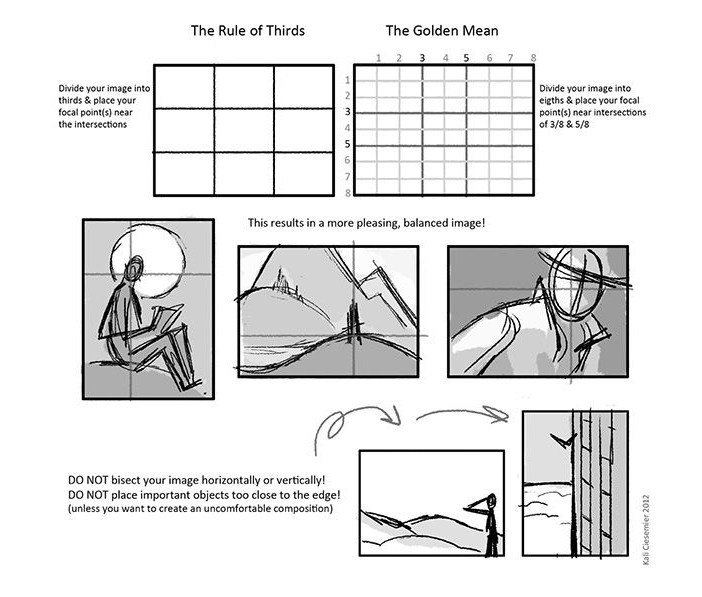 The Rule of Thirds
The Golden Mean
1 2 3 4 5 6 7 8
Divide your image into
thirds & place your
focal point(s) near
the intersections
1
2
3
4
5
6
7
8
Divide your image into
eigths & place your focal
point(s) near intersections
of 3/8 & 5/8
This results in a more pleasing, balanced image!
DO NOT bisect your image horizontally or vertically!
DO NOT place important objects too close to the edge!
(unless you want to create an uncomfortable composition)
Kali Ciesemier 2012